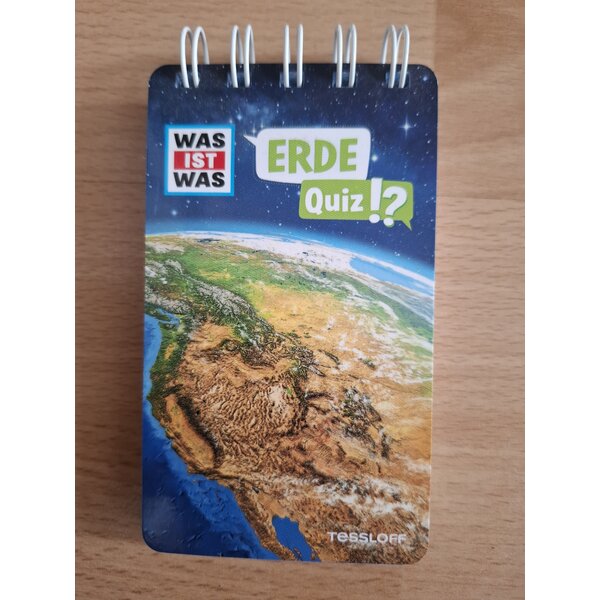 WAS
IST
WAS
ERDE
Quiz!?
TESSLOFF